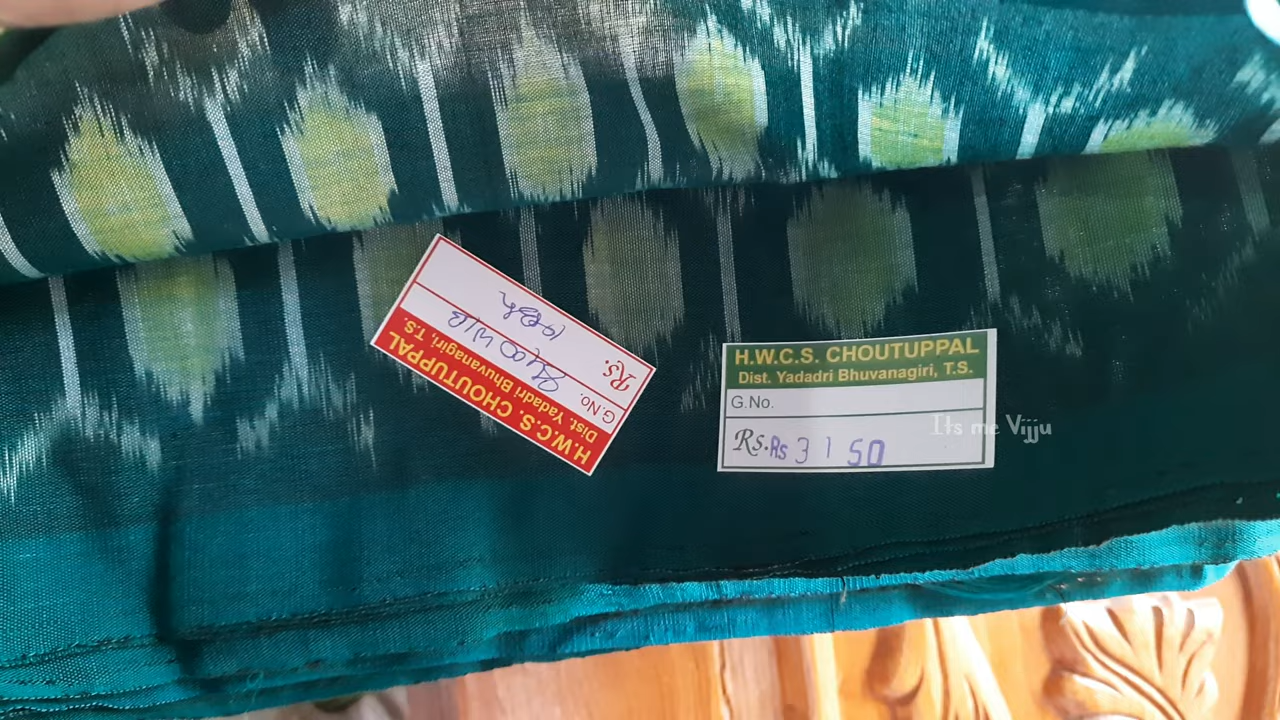 H.W.C.S. CHOUTUPPAL
Dist. Yadadri Bhuvanagiri, T.S.
G.No.
Rs.
H.W.C.S. CHOUTUPPAL
Dist. Yadadri Bhuvanagiri, T.S.
G.No.
Rs. Rs 3150
Its me Vijju